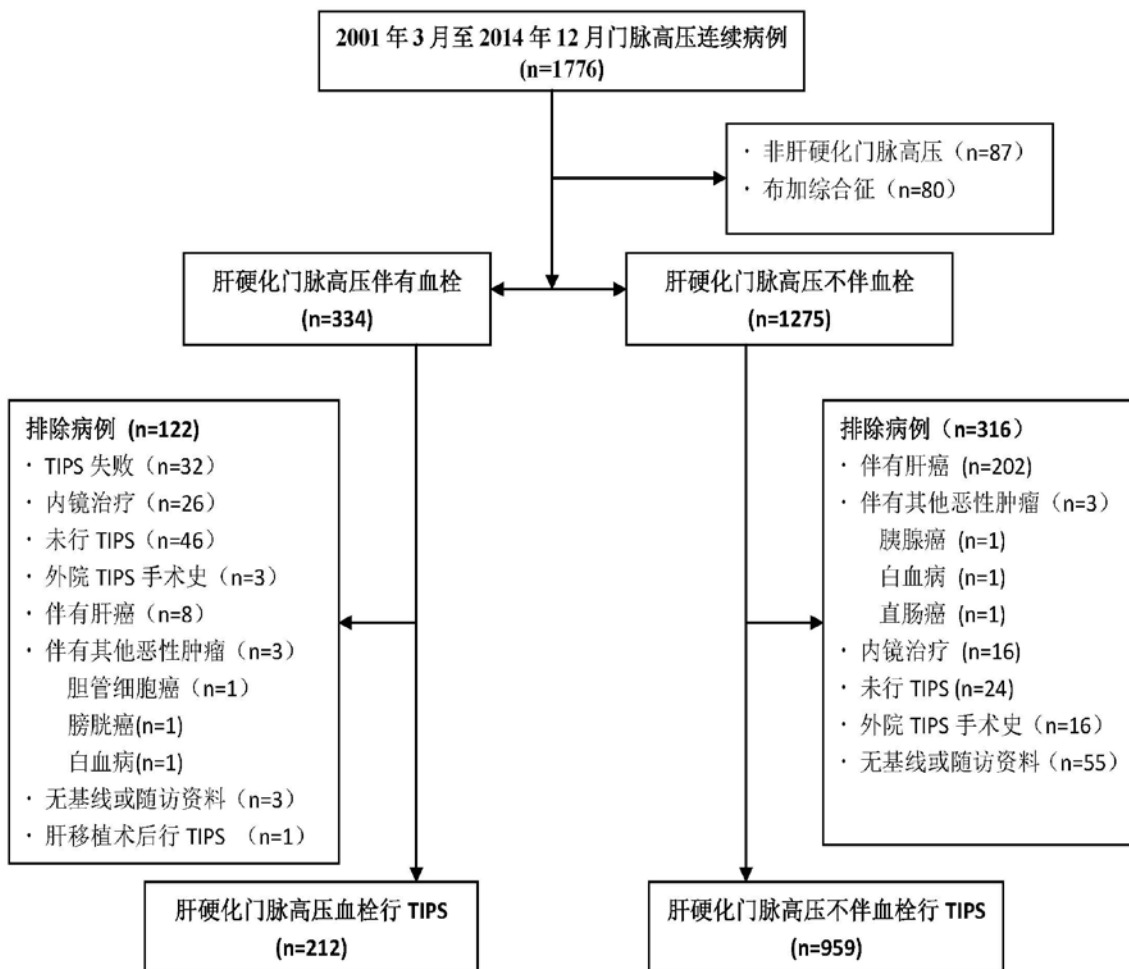 2001 年 3 月至 2014 年 12 月门脉高压连续病例
(n=1776)
· 非肝硬化门脉高压（n=87）
· 布加综合征（n=80）
肝硬化门脉高压伴有血栓
(n=334)
肝硬化门脉高压不伴血栓
(n=1275)
排除病例 (n=122)
· TIPS 失败（n=32）
· 内镜治疗（n=26）
· 未行 TIPS（n=46）
· 外院 TIPS 手术史（n=3）
· 伴有肝癌（n=8）
· 伴有其他恶性肿瘤（n=3）
胆管细胞癌（n=1）
膀胱癌(n=1)
白血病(n=1)
· 无基线或随访资料（n=3）
· 肝移植术后行 TIPS （n=1）
排除病例（n=316）
· 伴有肝癌 (n=202)
· 伴有其他恶性肿瘤（n=3）
胰腺癌 (n=1)
白血病 (n=1)
直肠癌 (n=1)
· 内镜治疗 (n=16)
· 未行 TIPS (n=24)
· 外院 TIPS 手术史（n=16）
· 无基线或随访资料（n=55）
肝硬化门脉高压血栓行 TIPS
(n=212)
肝硬化门脉高压不伴血栓行 TIPS
(n=959)